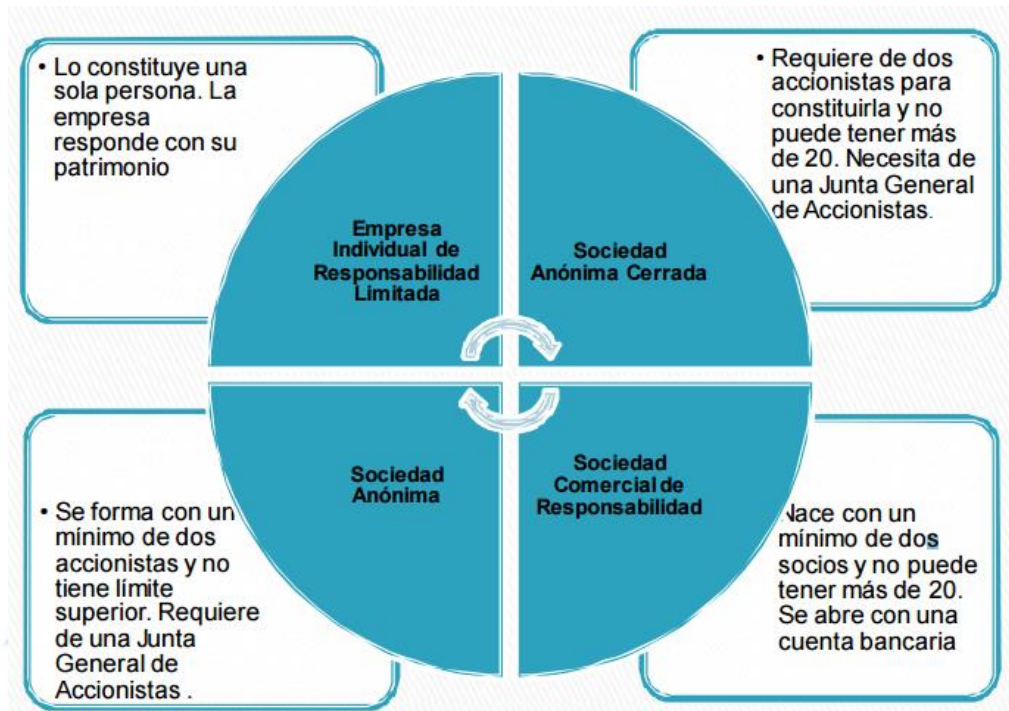 • Lo constituye una
sola persona. La
empresa
responde con su
patrimonio
• Requiere de dos
accionistas para
constituirla y no
puede tener más
de 20. Necesita de
una Junta General
de Accionistas.
Empresa
Individual de
Responsabilidad
Limitada
Sociedad
Anónima Cerrada
Sociedad
Anónima
Sociedad
Comercial de
Responsabilidad
• Se forma con un
mínimo de dos
accionistas y no
tiene límite
superior. Requiere
de una Junta
General de
Accionistas .
Nace con un
mínimo de dos
socios y no puede
tener más de 20.
Se abre con una
cuenta bancaria